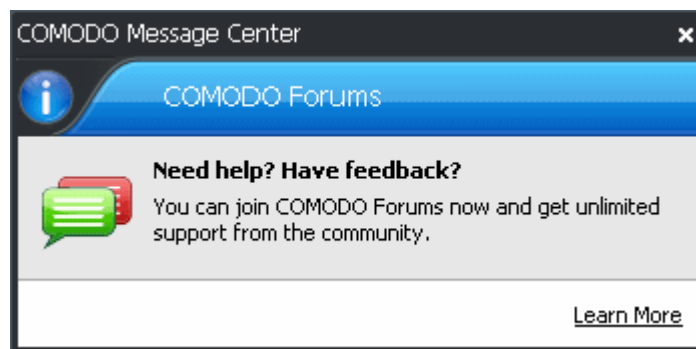 COMODO Message Center
COMODO Forums
Need help? Have feedback?
You can join COMODO Forums now and get unlimited
support from the community.
Learn More